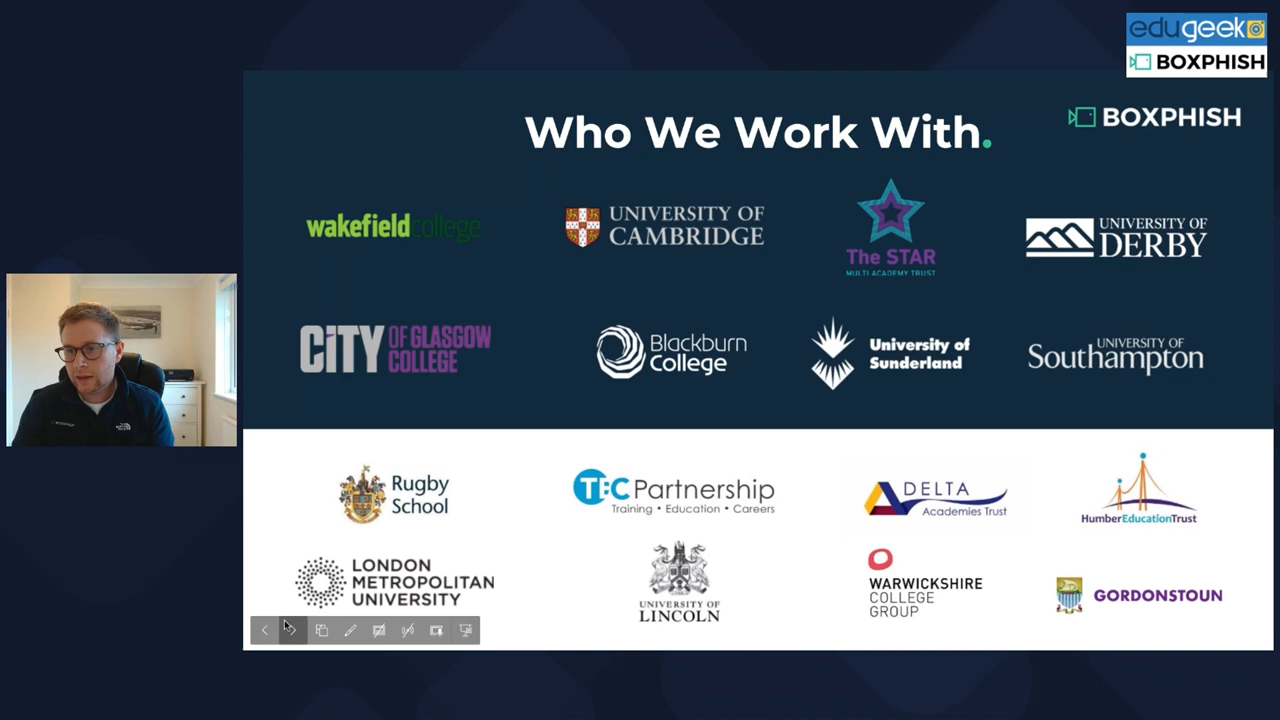 edugeek
BOXPHISH
BOXPHISH
Who We Work With.
wakefieldcollege
UNIVERSITY OF
CAMBRIDGE
The STAR
MULTI ACADEMY TRUST
UNIVERSITY OF
DERBY
CITY
OF GLASGOW
COLLEGE
Blackburn
College
University of
Sunderland
UNIVERSITY OF
Southampton
Rugby
School
TEC Partnership
Training • Education • Careers
DELTA
Academies Trust
HumberEducationTrust
LONDON
METROPOLITAN
UNIVERSITY
UNIVERSITY OF
LINCOLN
WARWICKSHIRE
COLLEGE
GROUP
GORDONSTOUN
BOXPHISH